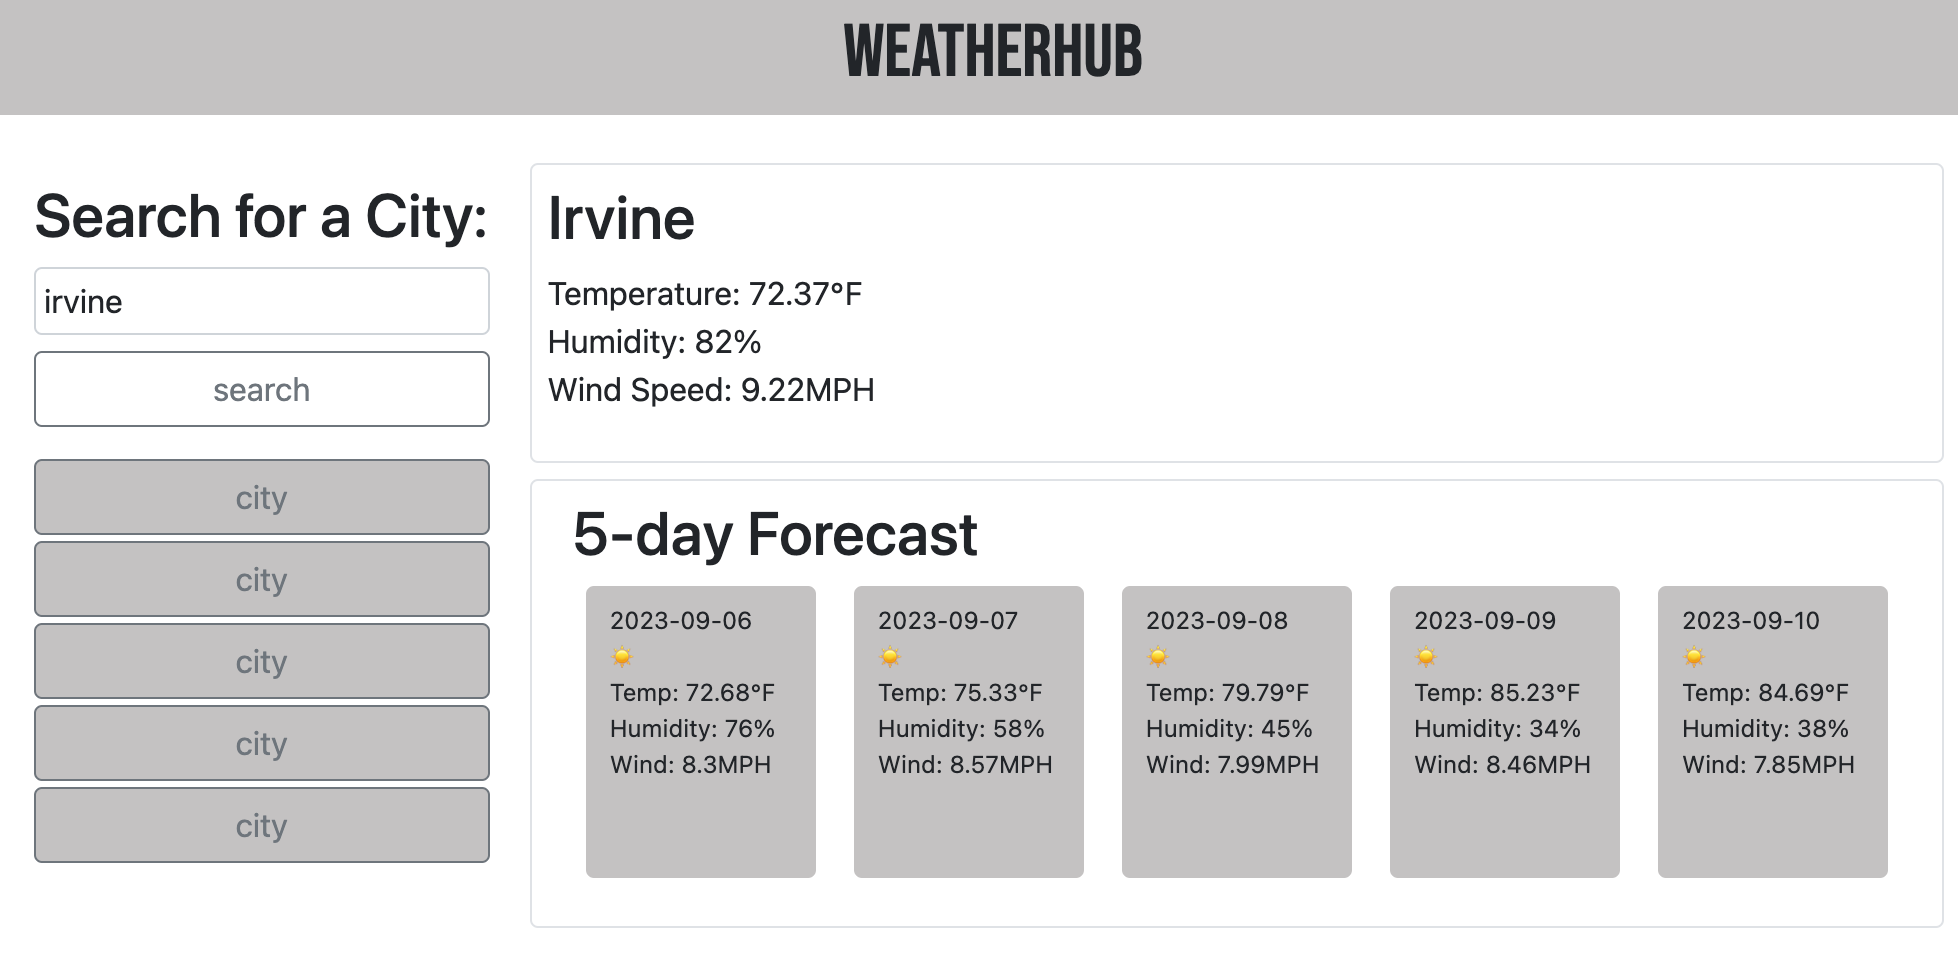 WEATHERHUB
Search for a City:
irvine
search
city
city
city
city
city
Irvine
Temperature: 72.37°F
Humidity: 82%
Wind Speed: 9.22MPH
5-day Forecast
2023-09-06
Temp: 72.68°F
Humidity: 76%
Wind: 8.3MPH
2023-09-07
Temp: 75.33°F
Humidity: 58%
Wind: 8.57MPH
2023-09-08
Temp: 79.79°F
Humidity: 45%
Wind: 7.99MPH
2023-09-09
Temp: 85.23°F
Humidity: 34%
Wind: 8.46MPH
2023-09-10
Temp: 84.69°F
Humidity: 38%
Wind: 7.85MPH